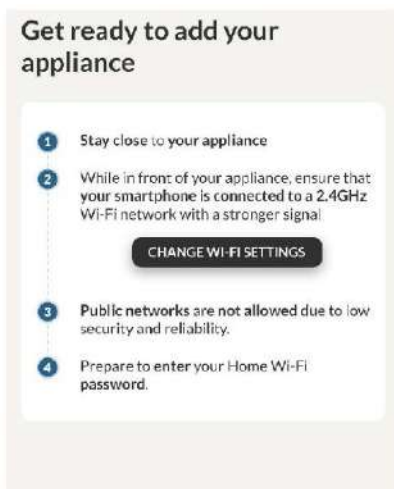 Get ready to add your
appliance
1 Stay close to your appliance
2 While in front of your appliance, ensure that
your smartphone is connected to a 2.4GHz
Wi-Fi network with a stronger signal
CHANGE WI-FI SETTINGS
3 Public networks are not allowed due to low
security and reliability.
4 Prepare to enter your Home Wi-Fi
password.